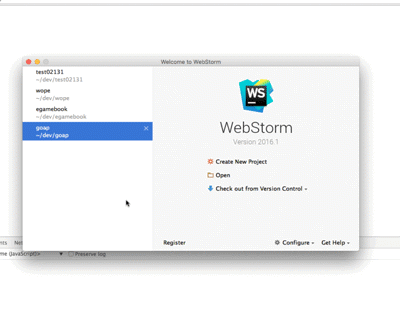 Welcome to WebStorm
test02131
~/dev/test02131
wope
~/dev/wope
egamebook
~/dev/egamebook
goap
~/dev/goap
WS
WebStorm
Version 2016.1
Create New Project
Open
Check out from Version Control
Register
Configure
Get Help
nts
Net
me (JavaScript)>
Preserve log